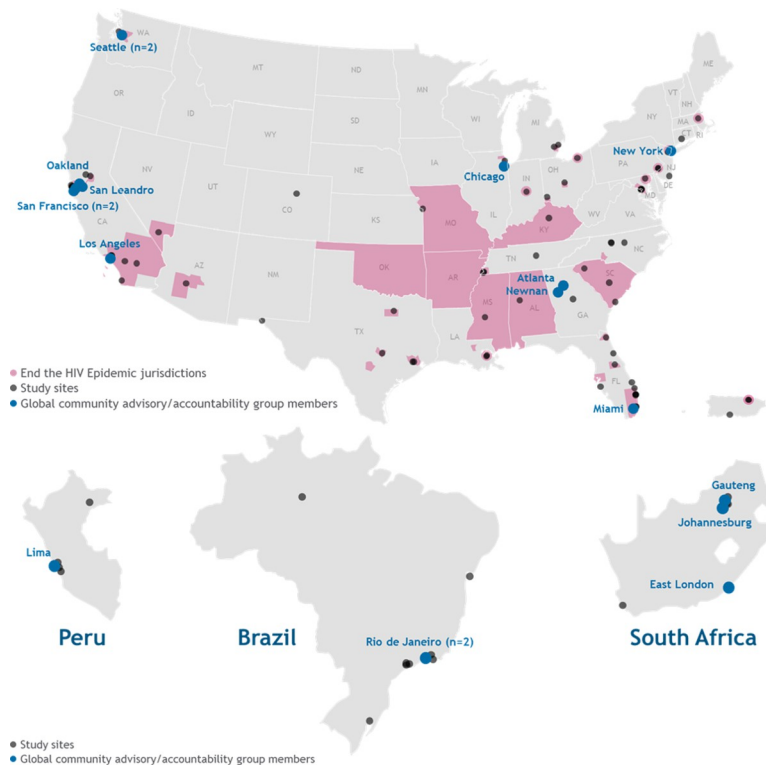 WA
Seattle (n=2)
ME
MT
ND
MN
VT
NH
OR
ID
SD
WI
MI
NY
MA
CT
RI
WY
New York
Oakland
IA
Chicago
PA
NJ
NV
NE
OH
IN
DE
MD
San Leandro
UT
IL
CO
WV
San Francisco (n=2)
VA
CA
KS
MO
KY
Los Angeles
NC
TN
AZ
NM
OK
AR
Atlanta
SC
Newnan
MS
AL
GA
TX
LA
End the HIV Epidemic jurisdictions
Study sites
FL
Global community advisory/accountability group members
Miami
Gauteng
Johannesburg
Lima
East London
Peru
Brazil
Rio de Janeiro (n=2)
South Africa
Study sites
Global community advisory/accountability group members